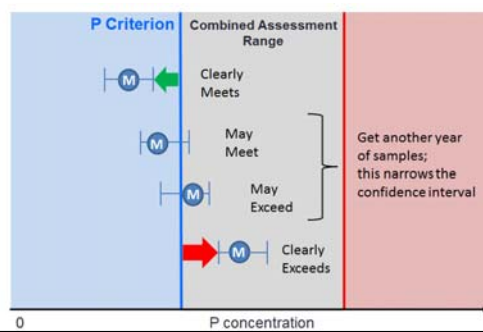 P Criterion
Combined Assessment
Range
M
Clearly
Meets
M
May
Meet
M
May
Exceed
M
Clearly
Exceeds
Get another year
of samples;
this narrows the
confidence interval
0
P concentration